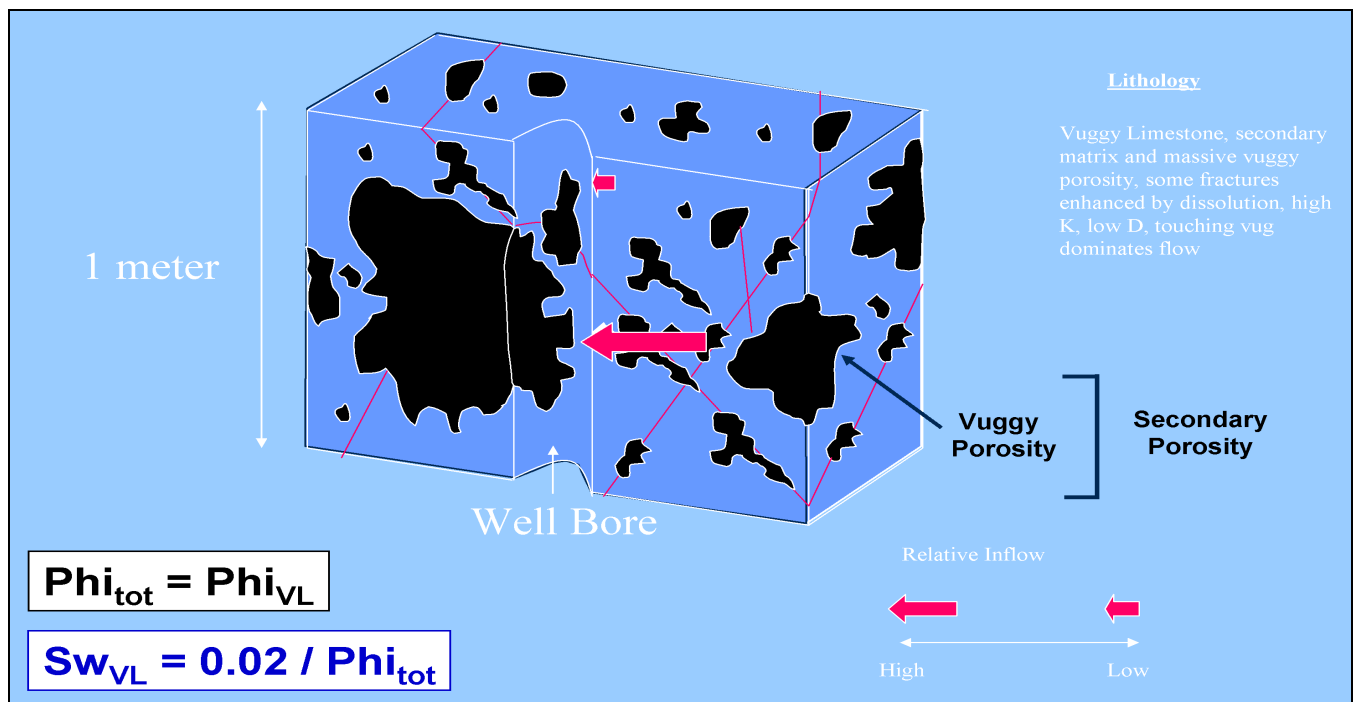 Lithology
Vuggy Limestone, secondary
matrix and massive vuggy
porosity, some fractures
enhanced by dissolution, high
K, low D, touching vug
dominates flow
1 meter
Vuggy
Porosity
Secondary
Porosity
Well Bore
Relative Inflow
High
Low
Phitot = PhiVL
SwVL = 0.02 / Phitot